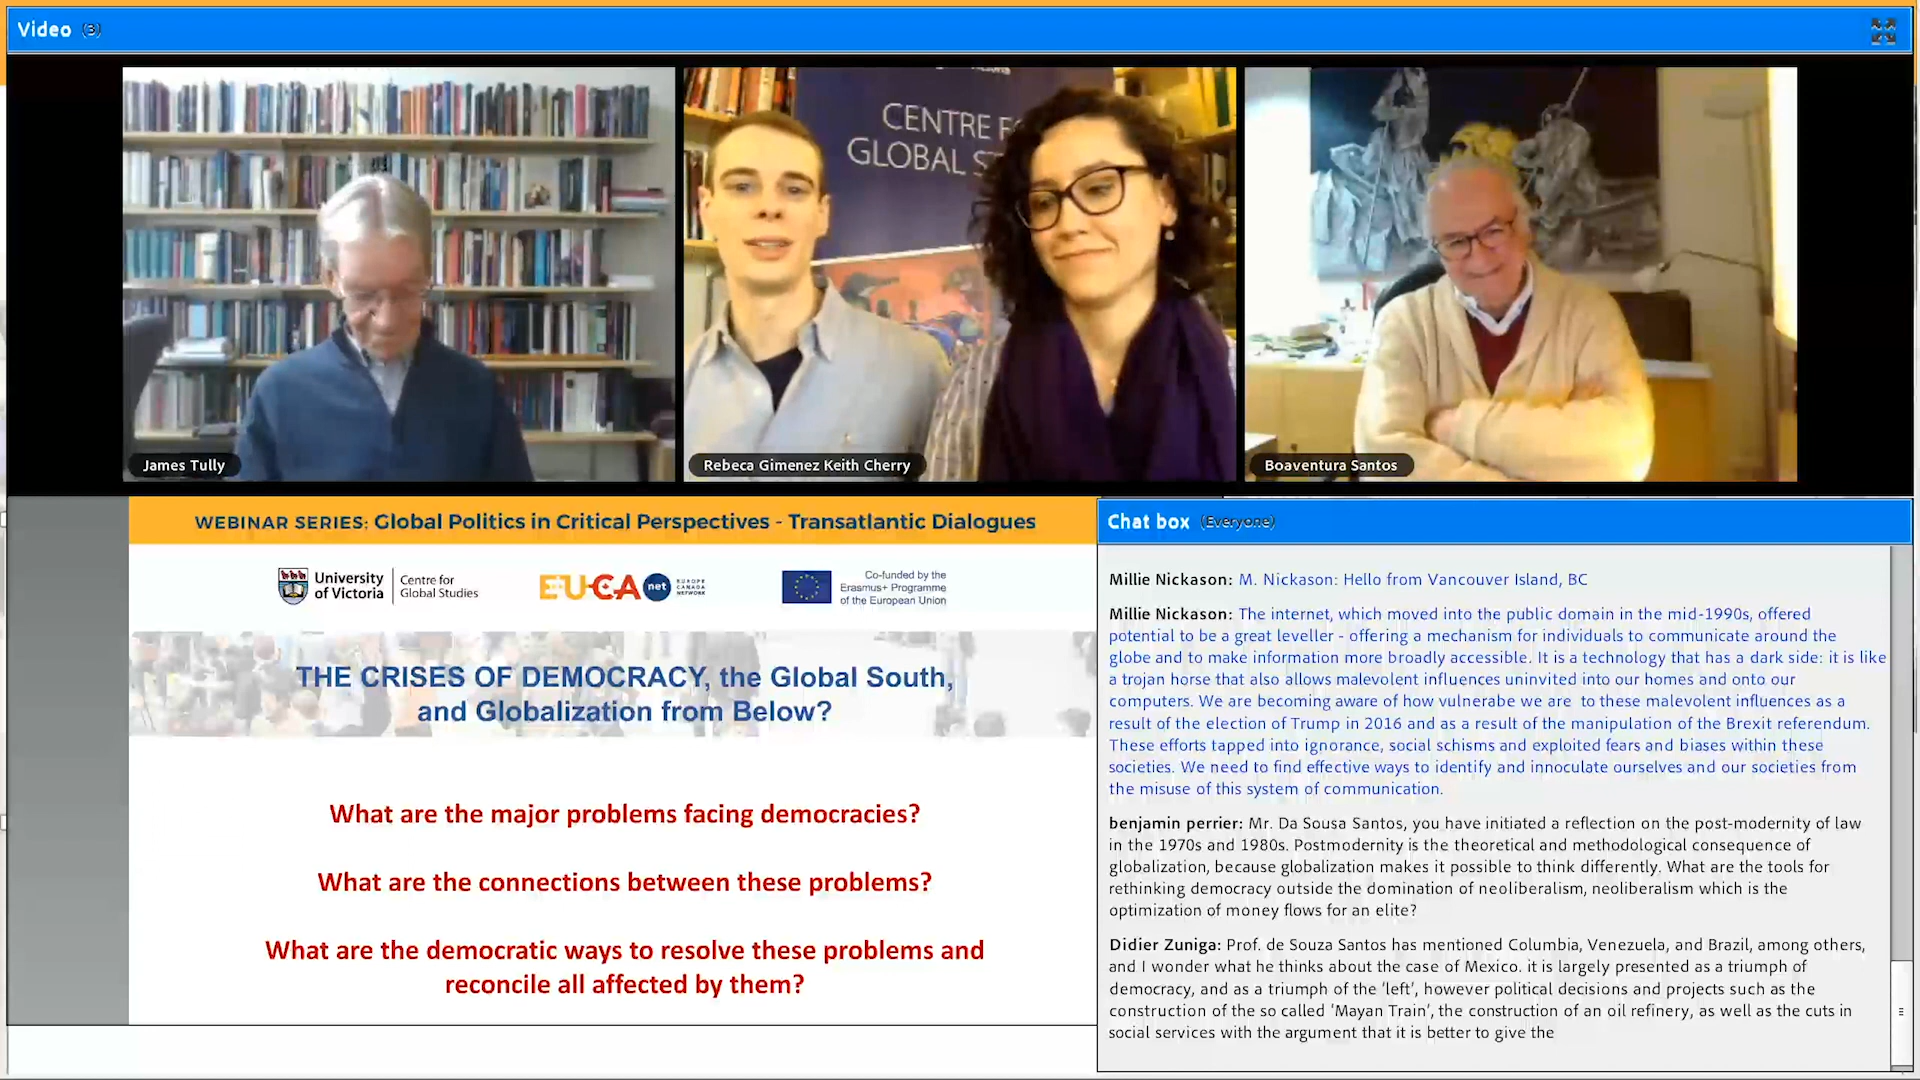 Video (3)
CENTRE F
GLOBAL S
James Tully
Rebeca Gimenez Keith Cherry
Boaventura Santos
WEBINAR SERIES: Global Politics in Critical Perspectives - Transatlantic Dialogues
University
of Victoria
Centre for
Global Studies
EU-CA
net
EUROPE
CANADA
NETWORK
Co-funded by the
Erasmus+ Programme
of the European Union
THE CRISES OF DEMOCRACY, the Global South,
and Globalization from Below?
What are the major problems facing democracies?
What are the connections between these problems?
What are the democratic ways to resolve these problems and
reconcile all affected by them?
Chat box (Everyone)
Millie Nickason: M. Nickason: Hello from Vancouver Island, BC
Millie Nickason: The internet, which moved into the public domain in the mid-1990s, offered
potential to be a great leveller - offering a mechanism for individuals to communicate around the
globe and to make information more broadly accessible. It is a technology that has a dark side: it is like
a trojan horse that also allows malevolent influences uninvited into our homes and onto our
computers. We are becoming aware of how vulnerabe we are to these malevolent influences as a
result of the election of Trump in 2016 and as a result of the manipulation of the Brexit referendum.
These efforts tapped into ignorance, social schisms and exploited fears and biases within these
societies. We need to find effective ways to identify and innoculate ourselves and our societies from
the misuse of this system of communication.
benjamin perrier: Mr. Da Sousa Santos, you have initiated a reflection on the post-modernity of law
in the 1970s and 1980s. Postmodernity is the theoretical and methodological consequence of
globalization, because globalization makes it possible to think differently. What are the tools for
rethinking democracy outside the domination of neoliberalism, neoliberalism which is the
optimization of money flows for an elite?
Didier Zuniga: Prof. de Souza Santos has mentioned Columbia, Venezuela, and Brazil, among others,
and I wonder what he thinks about the case of Mexico. it is largely presented as a triumph of
democracy, and as a triumph of the 'left', however political decisions and projects such as the
construction of the so called 'Mayan Train', the construction of an oil refinery, as well as the cuts in
social services with the argument that it is better to give the